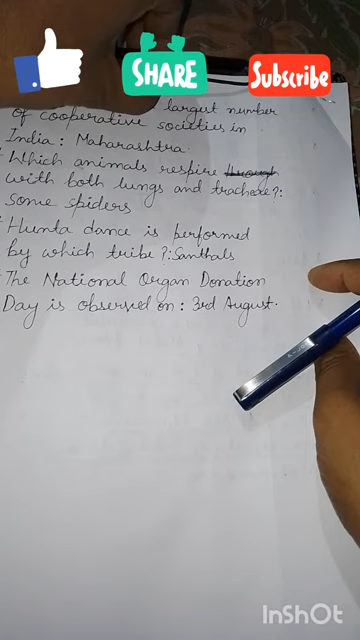 SHARE
Subscribe
largest number
of cooperative societies in
India : Maharashtra.
Which animals respire through
with both lungs and tracheae?:
some spiders
Hunta dance is performed
by which tribe?: Santhals
The National Organ Donation
Day is observed on : 3rd August.
InShOt